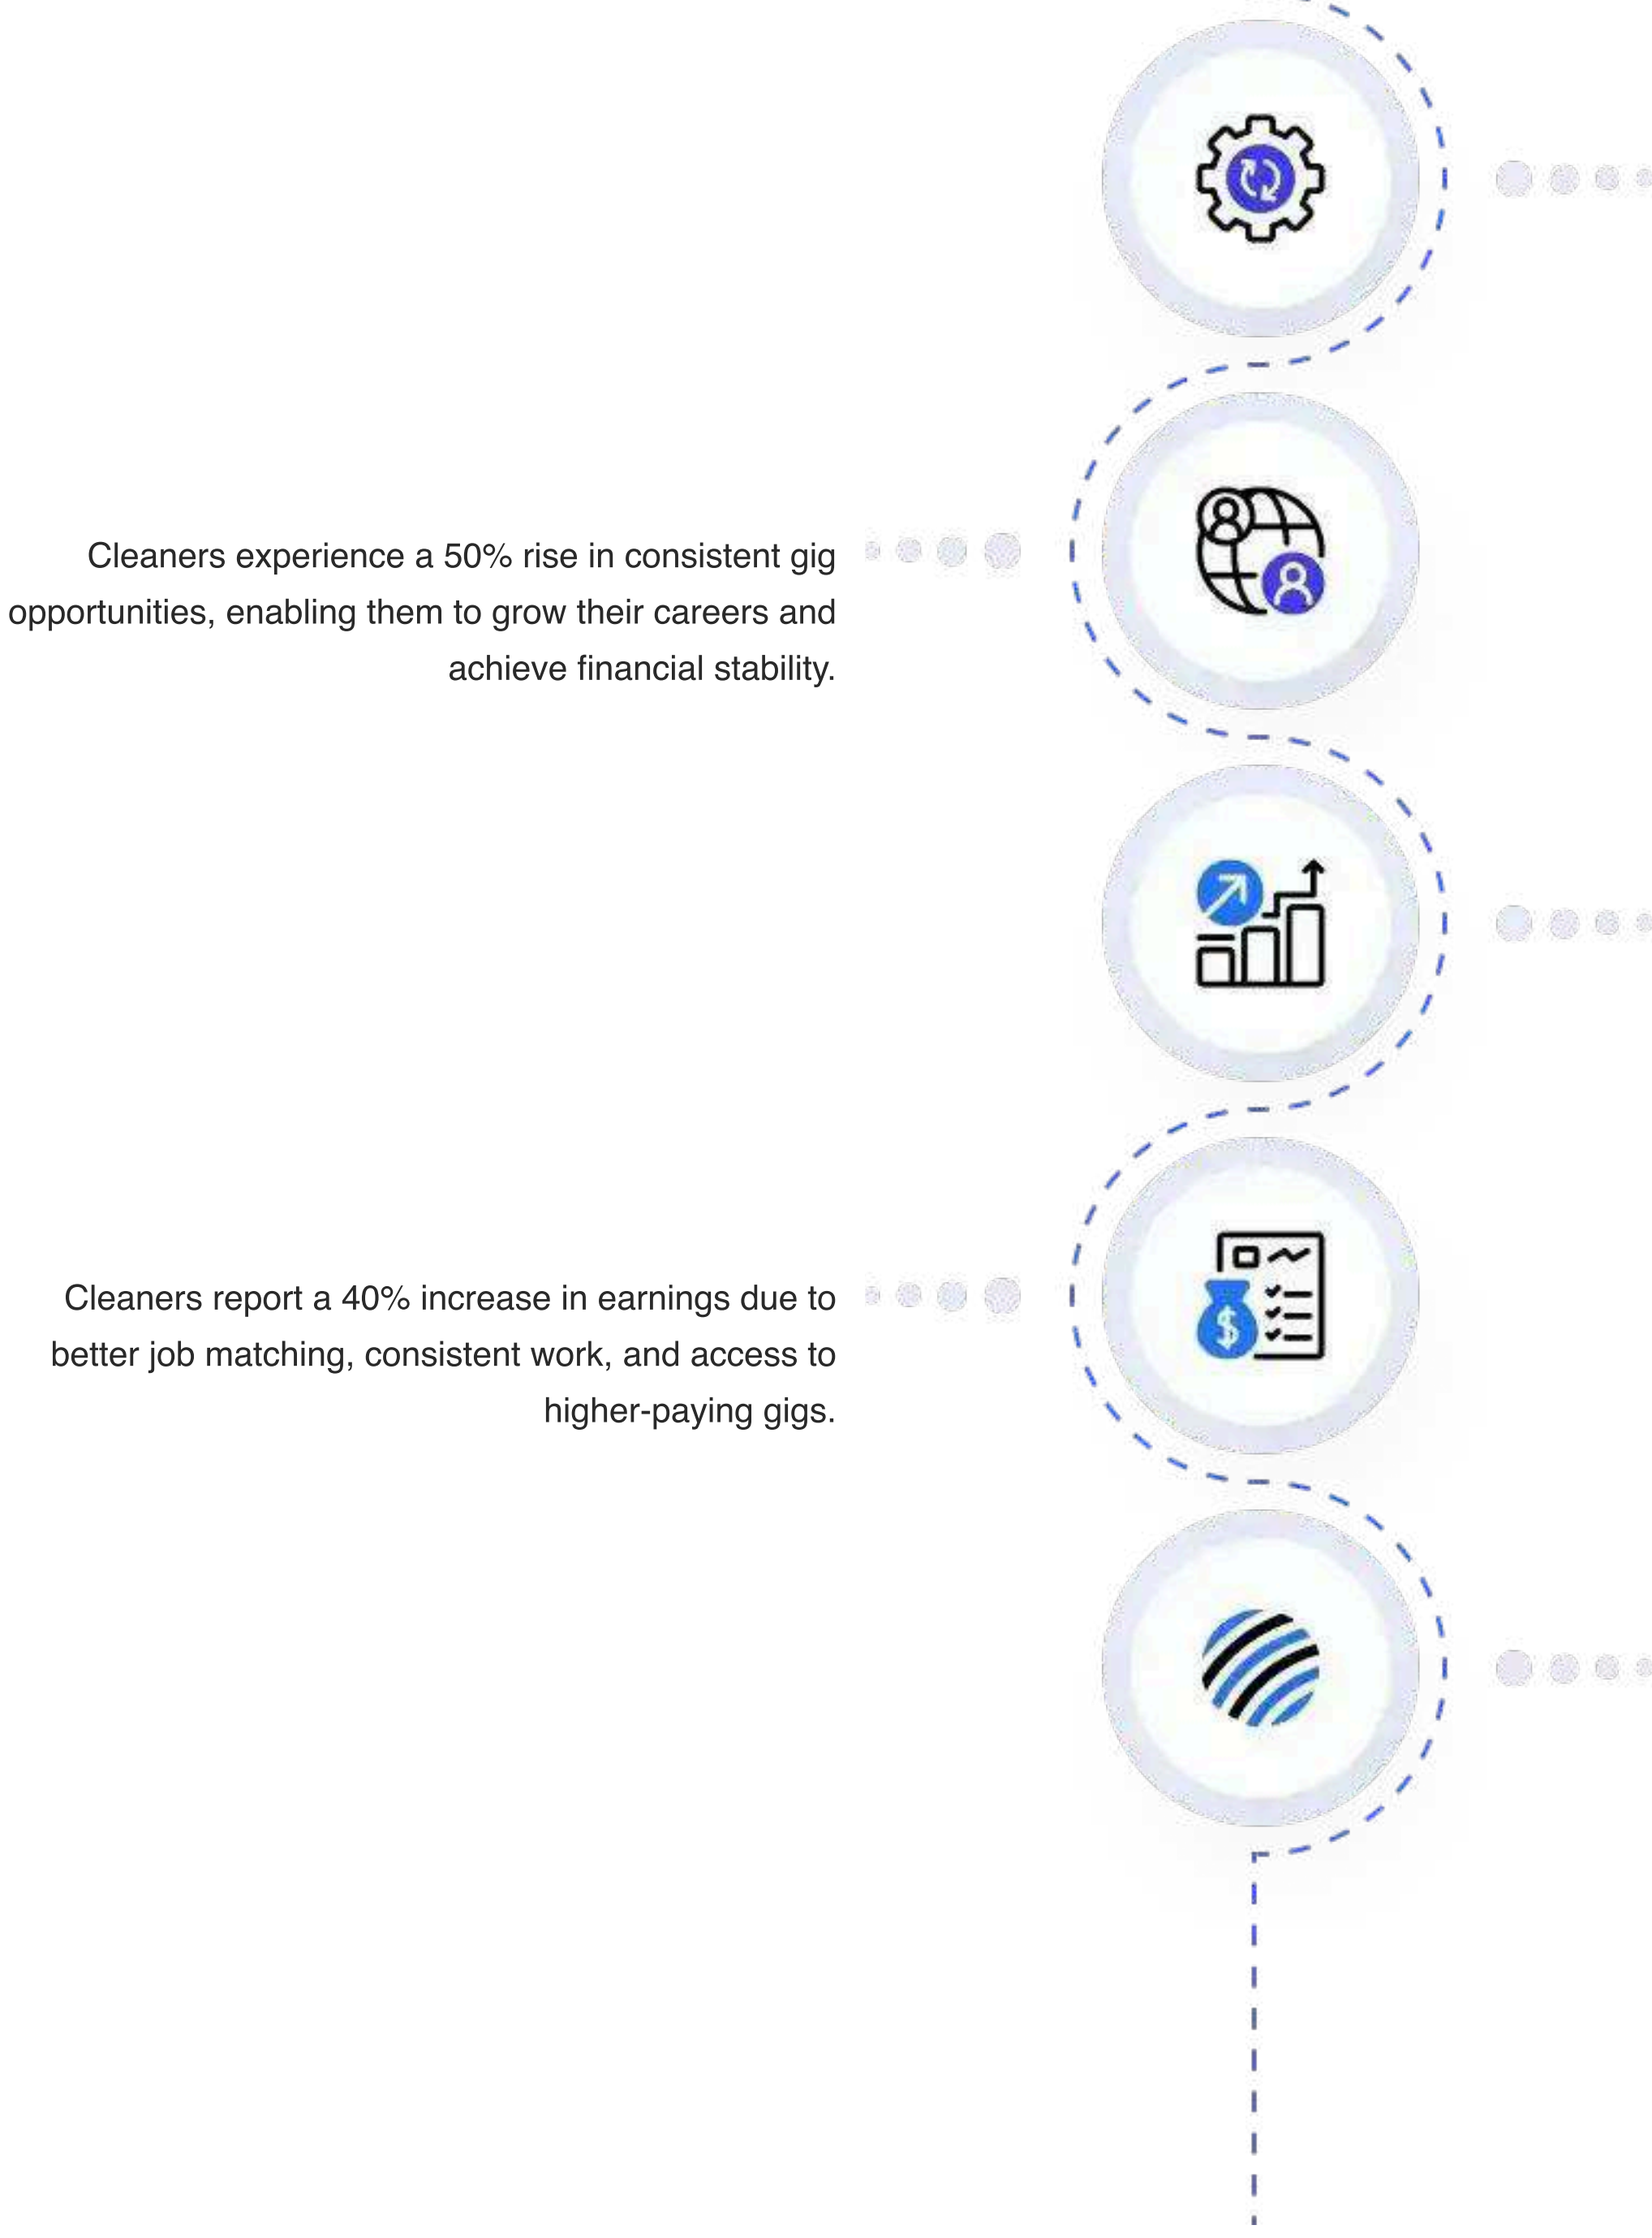 Cleaners experience a 50% rise in consistent gig
opportunities, enabling them to grow their careers and
achieve financial stability.
Cleaners report a 40% increase in earnings due to
better job matching, consistent work, and access to
higher-paying gigs.